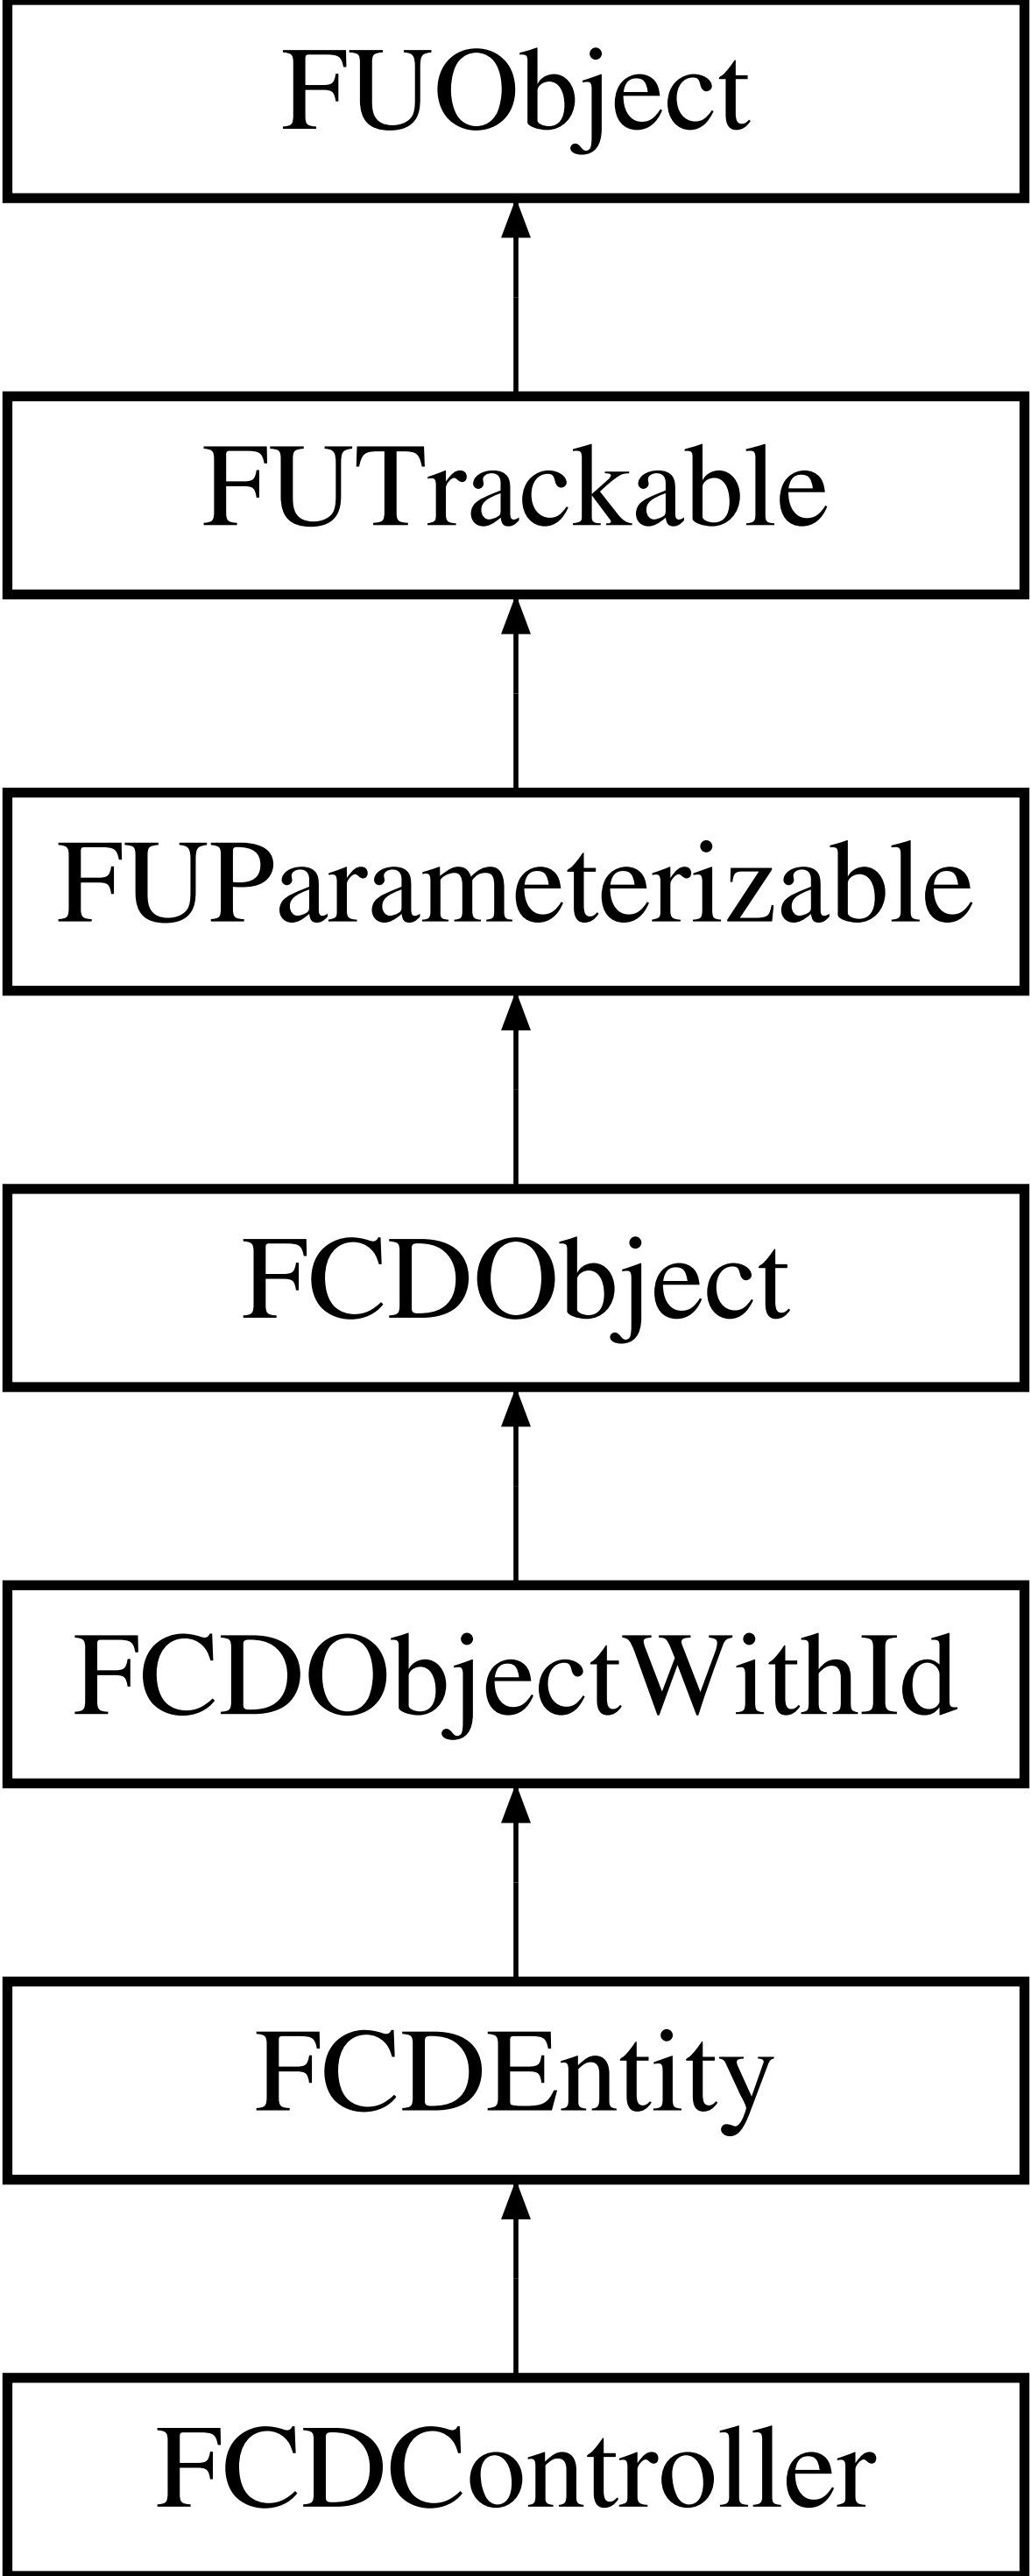 FUObject
FUTrackable
FUParameterizable
FCDObject
FCDObjectWithId
FCDEntity
FCDController